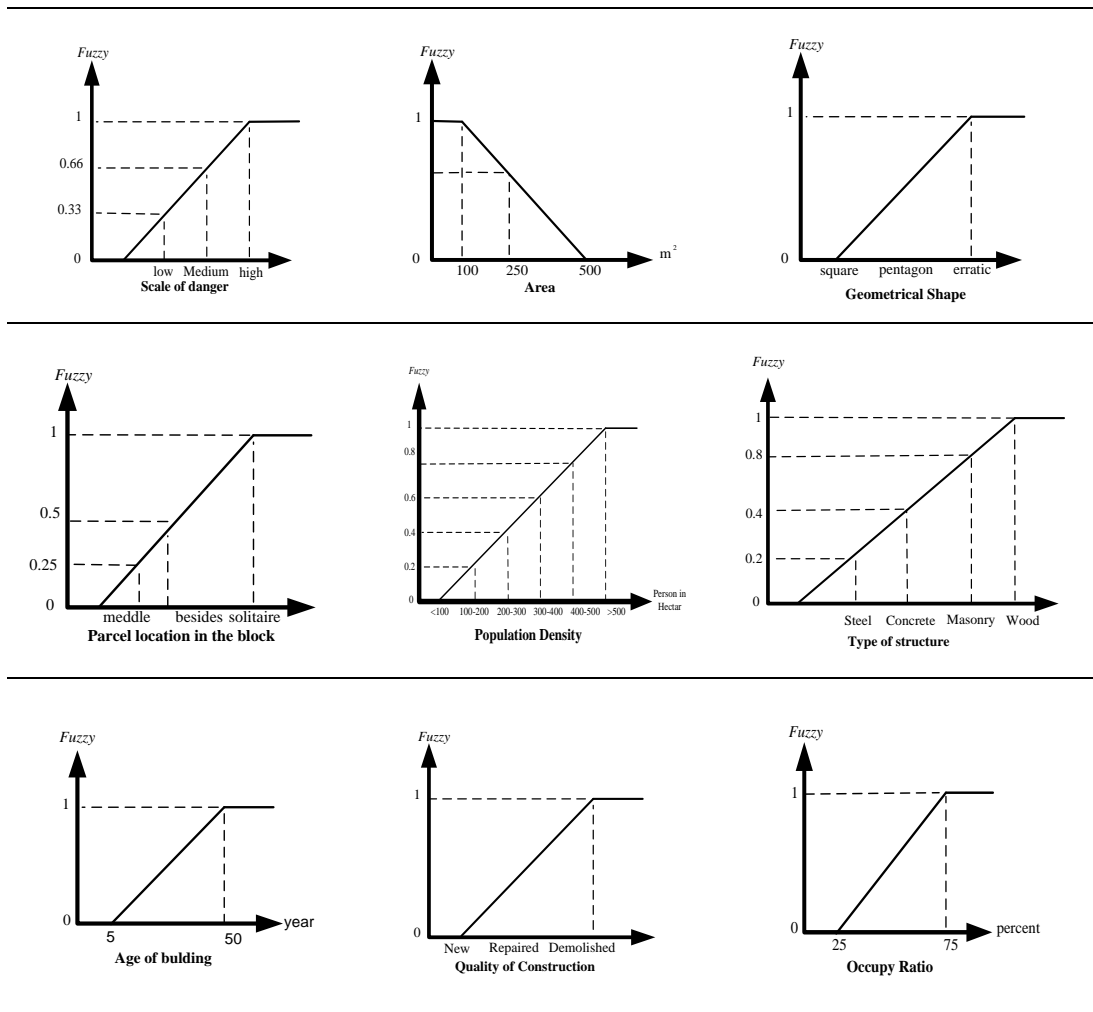 Fuzzy
1
0.66
0.33
0
low Medium high
Scale of danger
Fuzzy
1
0
100 250 500
m²
Area
Fuzzy
1
0
square pentagon erratic
Geometrical Shape
Fuzzy
1
0.5
0.25
0
meddle besides solitaire
Parcel location in the block
Fuzzy
1
0.8
0.6
0.4
0.2
0
<100 100-200 200-300 300-400 400-500 >500
Person in
Hectar
Population Density
Fuzzy
1
0.8
0.4
0.2
0
Steel Concrete Masonry Wood
Type of structure
Fuzzy
1
0
5 50
year
Age of bulding
Fuzzy
1
0
New Repaired Demolished
Quality of Construction
Fuzzy
1
0
25 75
percent
Occupy Ratio